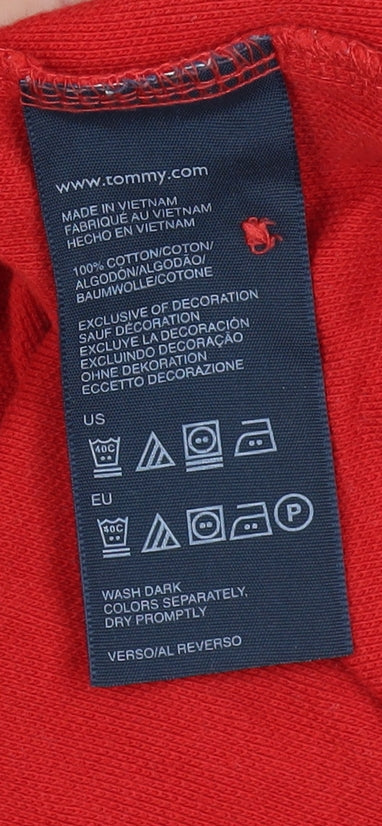 www.tommy.com
MADE IN VIETNAM
FABRIQUÉ AU VIETNAM
HECHO EN VIETNAM
100% COTTON/COTON/
ALGODÓN/ALGODÃO/
BAUMWOLLE/COTONE
EXCLUSIVE OF DECORATION
SAUF DÉCORATION
EXCLUYE LA DECORACIÓN
EXCLUINDO DECORAÇÃO
OHNE DEKORATION
ECCETTO DECORAZIONE
US
40C
EU
40C P
WASH DARK
COLORS SEPARATELY,
DRY PROMPTLY
VERSO/AL REVERSO